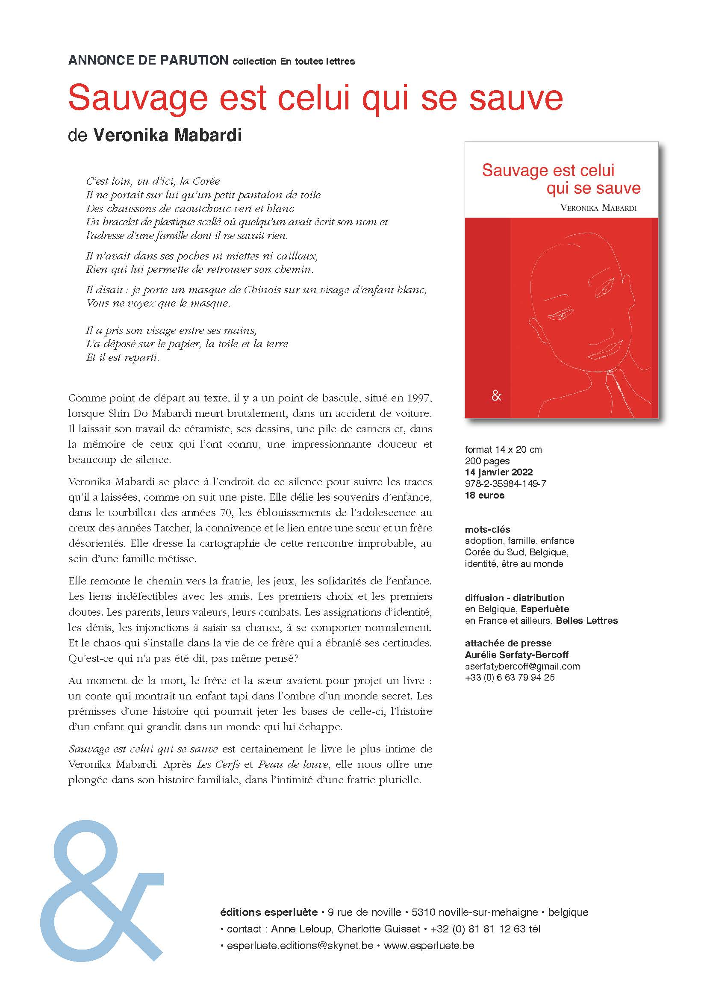 ANNONCE DE PARUTION collection En toutes lettres
Sauvage est celui qui se sauve
de Veronika Mabardi
C'est loin, vu d'ici, la Corée
Il ne portait sur lui qu'un petit pantalon de toile
Des chaussons de caoutchouc vert et blanc
Un bracelet de plastique scellé où quelqu'un avait écrit son nom et
l'adresse d'une famille dont il ne savait rien.
Il n'avait dans ses poches ni miettes ni cailloux,
Rien qui lui permette de retrouver son chemin.
Il disait : je porte un masque de Chinois sur un visage d'enfant blanc,
Vous ne voyez que le masque.
Il a pris son visage entre ses mains,
L'a déposé sur le papier, la toile et la terre
Et il est reparti.
Comme point de départ au texte, il y a un point de bascule, situé en 1997,
lorsque Shin Do Mabardi meurt brutalement, dans un accident de voiture.
Il laissait son travail de céramiste, ses dessins, une pile de carnets et, dans
la mémoire de ceux qui l'ont connu, une impressionnante douceur et
beaucoup de silence.
Veronika Mabardi se place à l'endroit de ce silence pour suivre les traces
qu'il a laissées, comme on suit une piste. Elle délie les souvenirs d'enfance,
dans le tourbillon des années 70, les éblouissements de l'adolescence au
creux des années Tatcher, la connivence et le lien entre une sœur et un frère
désorientés. Elle dresse la cartographie de cette rencontre improbable, au
sein d'une famille métisse.
Elle remonte le chemin vers la fratrie, les jeux, les solidarités de l'enfance.
Les liens indéfectibles avec les amis. Les premiers choix et les premiers
doutes. Les parents, leurs valeurs, leurs combats. Les assignations d'identité,
les dénis, les injonctions à saisir sa chance, à se comporter normalement.
Et le chaos qui s'installe dans la vie de ce frère qui a ébranlé ses certitudes.
Qu'est-ce qui n'a pas été dit, pas même pensé?
Au moment de la mort, le frère et la sœur avaient pour projet un livre :
un conte qui montrait un enfant tapi dans l'ombre d'un monde secret. Les
prémisses d'une histoire qui pourrait jeter les bases de celle-ci, l'histoire
d'un enfant qui grandit dans un monde qui lui échappe.
Sauvage est celui qui se sauve est certainement le livre le plus intime de
Veronika Mabardi. Après Les Cerfs et Peau de louve, elle nous offre une
plongée dans son histoire familiale, dans l'intimité d'une fratrie plurielle.
Sauvage est celui
qui se sauve
VERONIKA MABARDI
&
format 14 x 20 cm
200 pages
14 janvier 2022
978-2-35984-149-7
18 euros
mots-clés
adoption, famille, enfance
Corée du Sud, Belgique,
identité, être au monde
diffusion - distribution
en Belgique, Esperluète
en France et ailleurs, Belles Lettres
attachée de presse
Aurélie Serfaty-Bercoff
aserfatybercoff@gmail.com
+33 (0) 6 63 79 94 25
&
éditions esperluète • 9 rue de noville • 5310 noville-sur-mehaigne • belgique
• contact : Anne Leloup, Charlotte Guisset • +32 (0) 81 81 12 63 tél
• esperluete.editions@skynet.be • www.esperluete.be